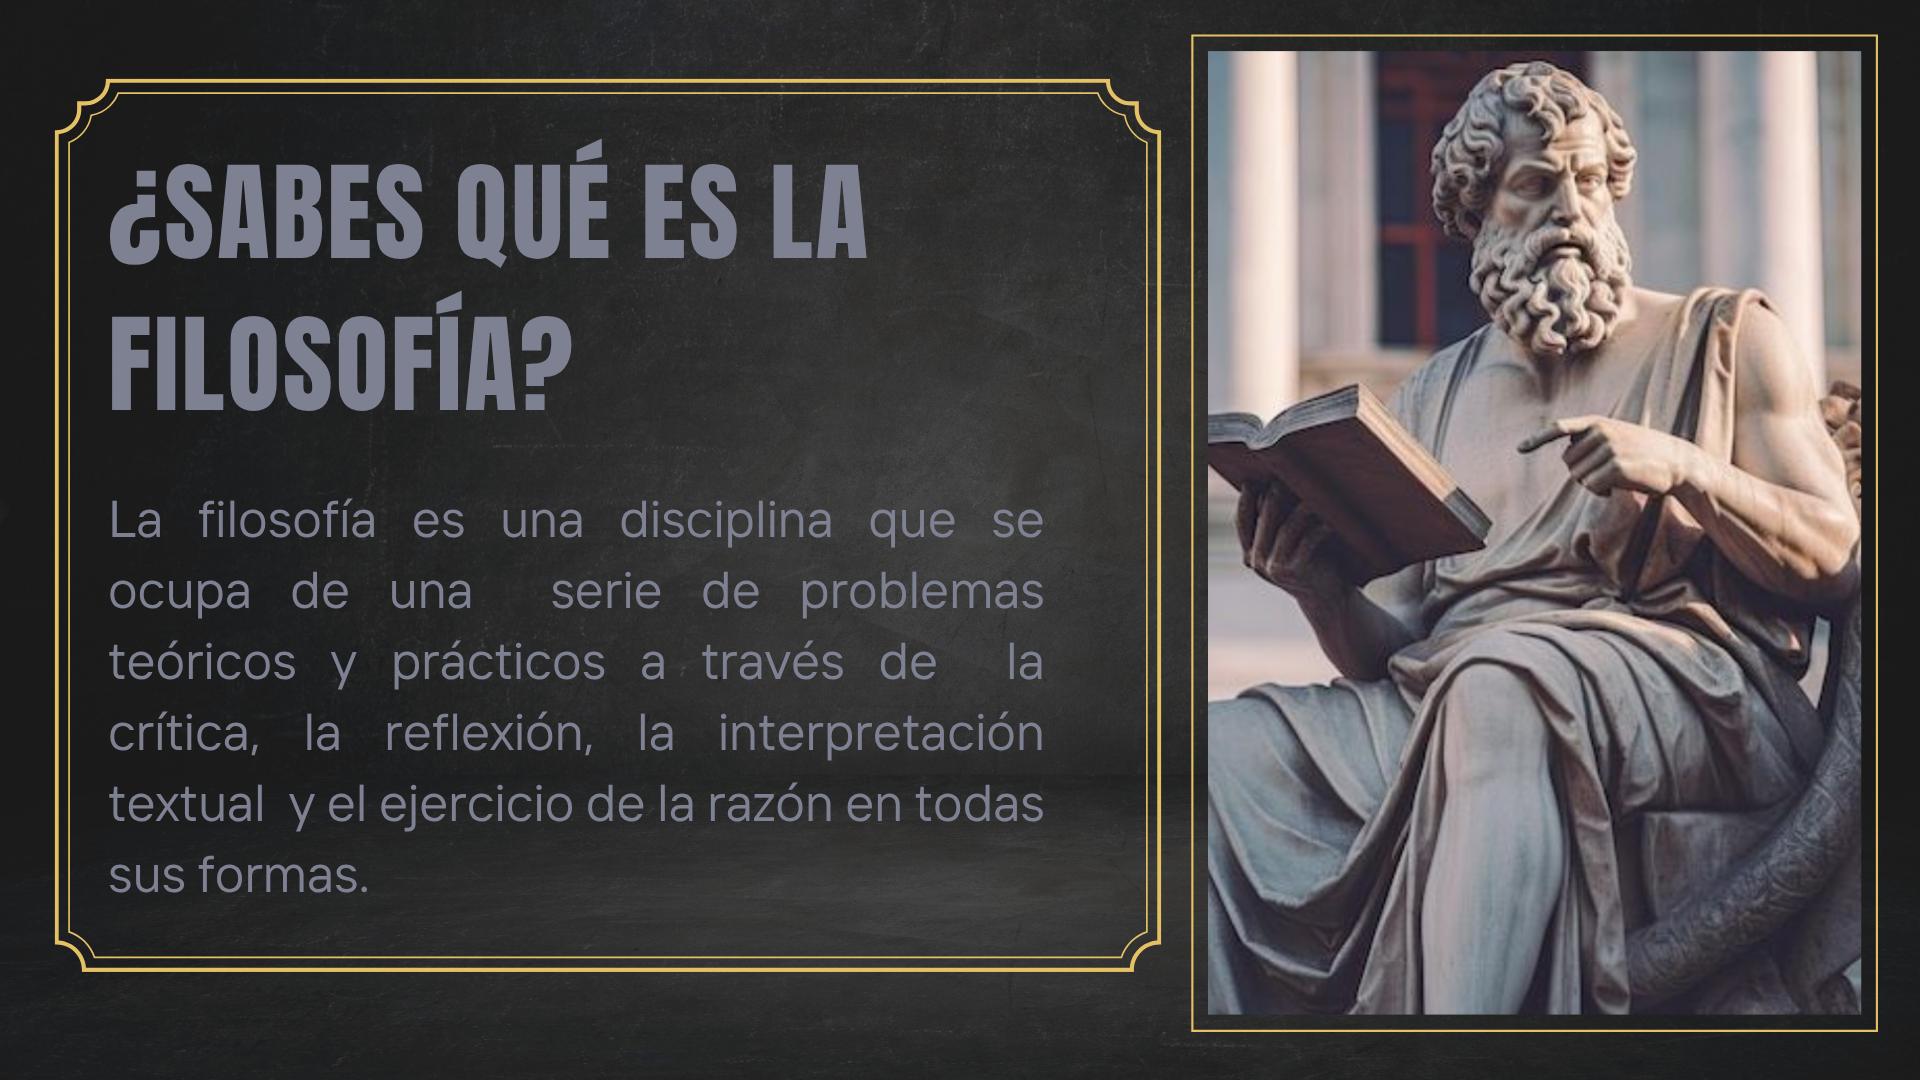 ¿SABES QUÉ ES LA
FILOSOFÍA?
La filosofía es una disciplina que se
ocupa de una serie de problemas
teóricos y prácticos a través de la
crítica, la reflexión, la interpretación
textual y el ejercicio de la razón en todas
sus formas.